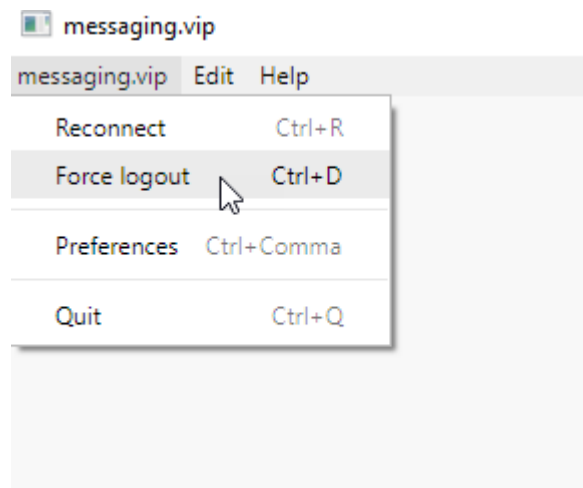 messaging.vip
messaging.vip Edit Help
Reconnect Ctrl+R
Force logout Ctrl+D
Preferences Ctrl+Comma
Quit Ctrl+Q